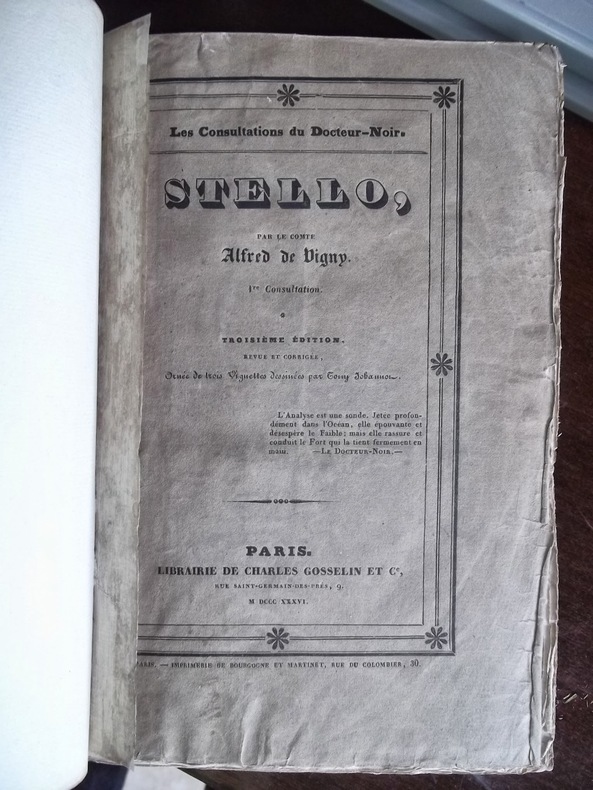 Les Consultations du Docteur-Noir.
STELLO,
PAR LE COMTE
Alfred de Vigny.
1re Consultation.
TROISIÈME ÉDITION.
REVUE ET CORRIGÉE,
Ornée de trois Vignettes dessinées par Tony Johannot.
L'Analyse est une sonde. Jetée profon-
dément dans l'Océan, elle épouvante et
désespère le Faible; mais elle rassure et
conduit le Fort qui la tient fermement en
main. —LE DOCTEUR-NOIR.—
PARIS.
LIBRAIRIE DE CHARLES GOSSELIN ET Ce,
RUE SAINT-GERMAIN-DES-PRÉS, 9.
M DCCC XXXVI.
PARIS. — IMPRIMERIE DE BOURGOGNE ET MARTINET, RUE DU COLOMBIER, 30.